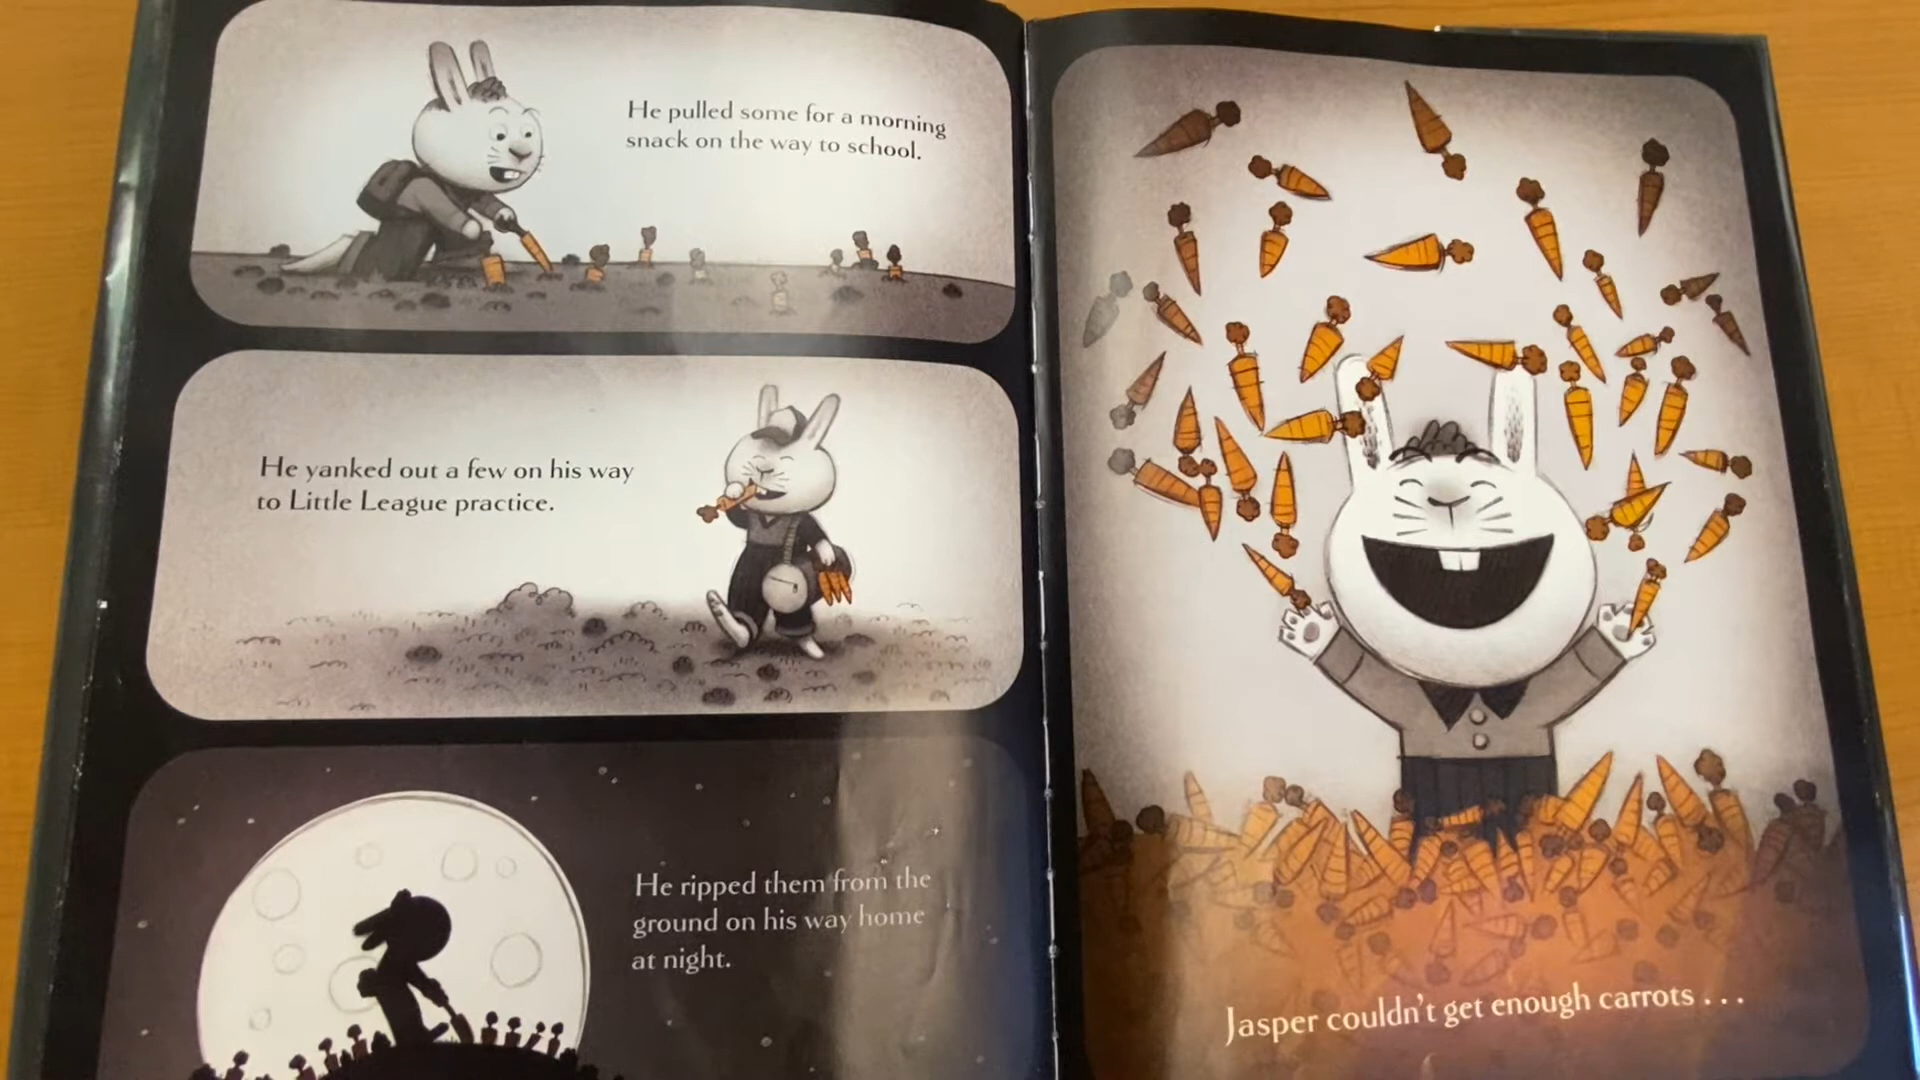 He pulled some for a morning
snack on the way to school.
He yanked out a few on his way
to Little League practice.
He ripped them from the
ground on his way home
at night.
Jasper couldn't get enough carrots . . .